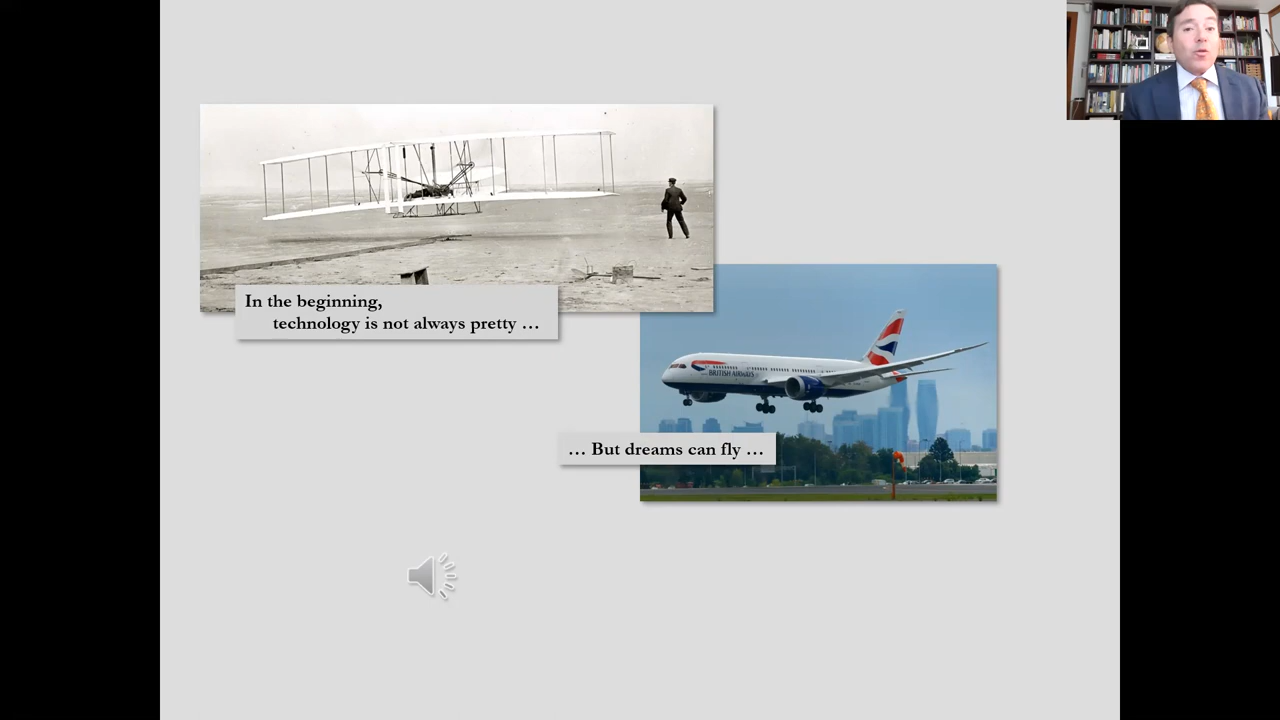 In the beginning,
technology is not always pretty …
BRITISH AIRWAYS
… But dreams can fly …